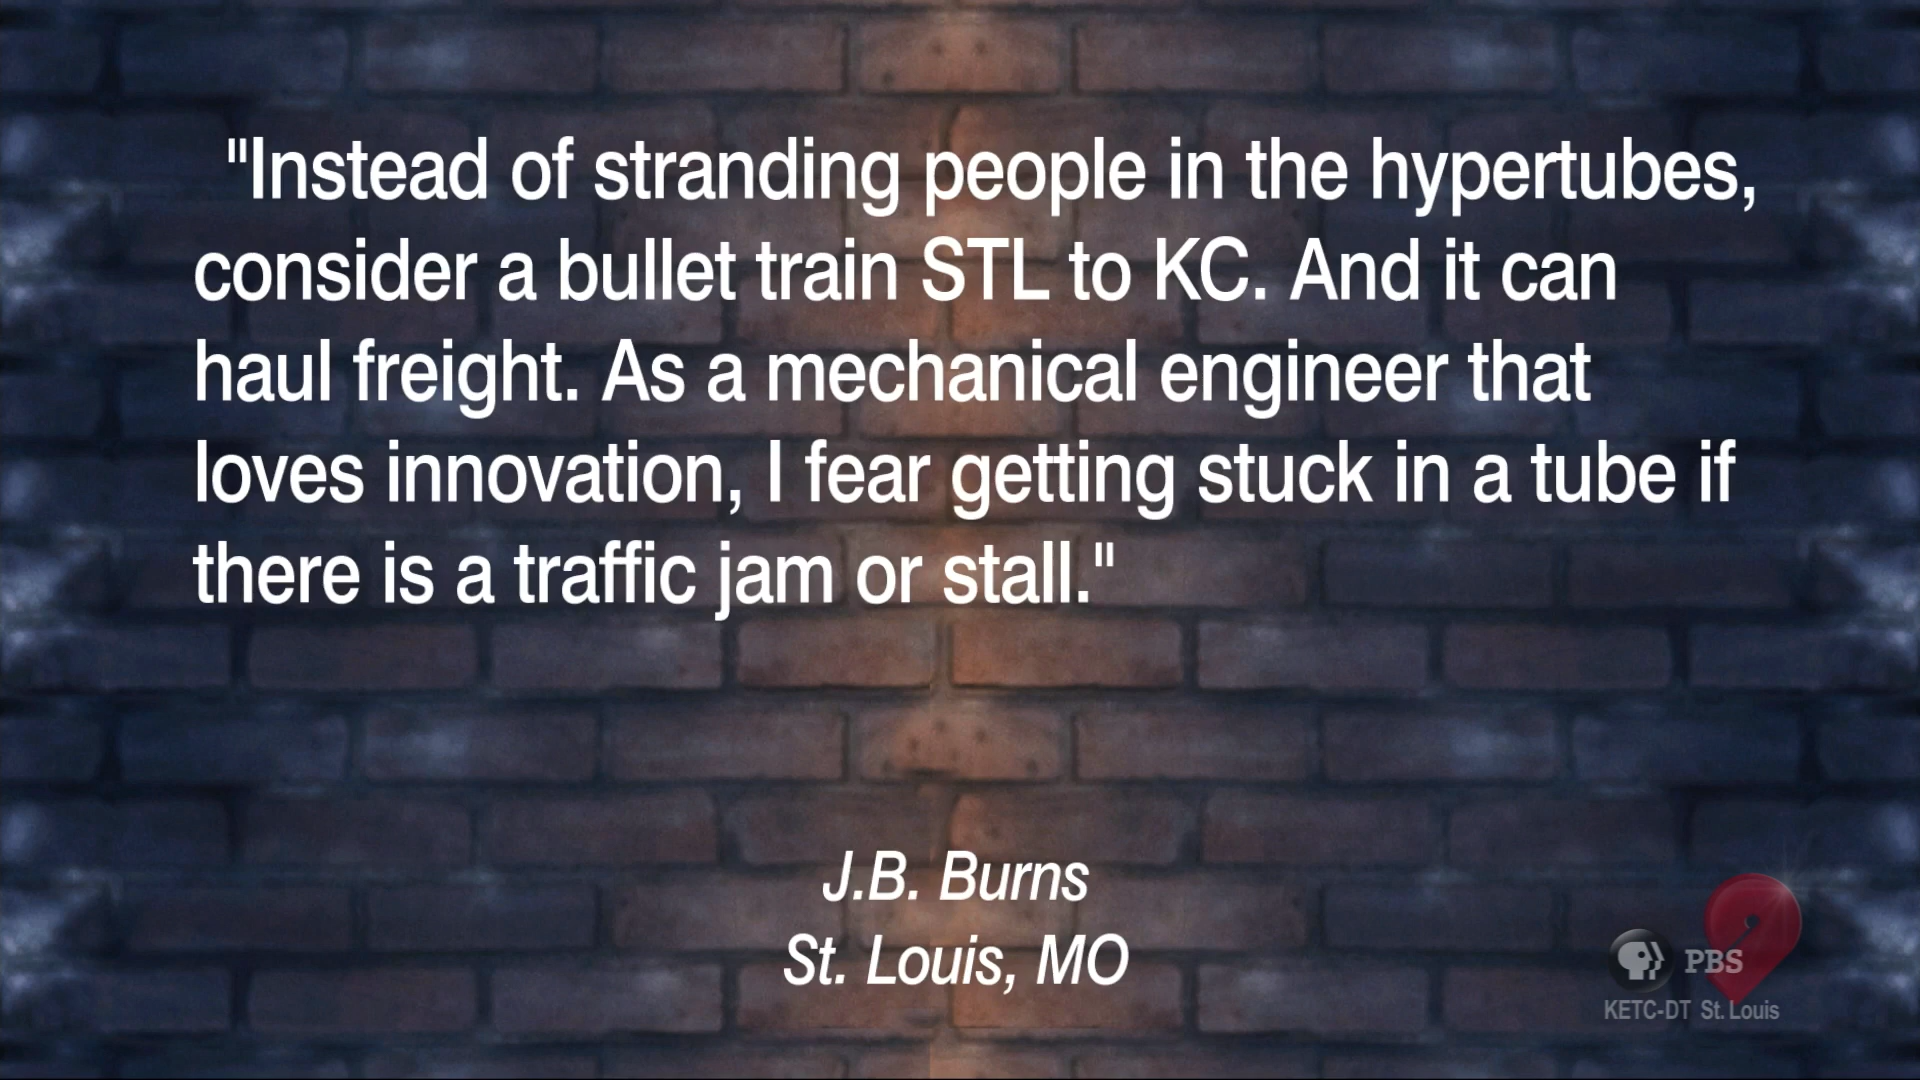 "Instead of stranding people in the hypertubes,
consider a bullet train STL to KC. And it can
haul freight. As a mechanical engineer that
loves innovation, I fear getting stuck in a tube if
there is a traffic jam or stall."
J.B. Burns
St. Louis, MO
PBS
9
KETC-DT St. Louis